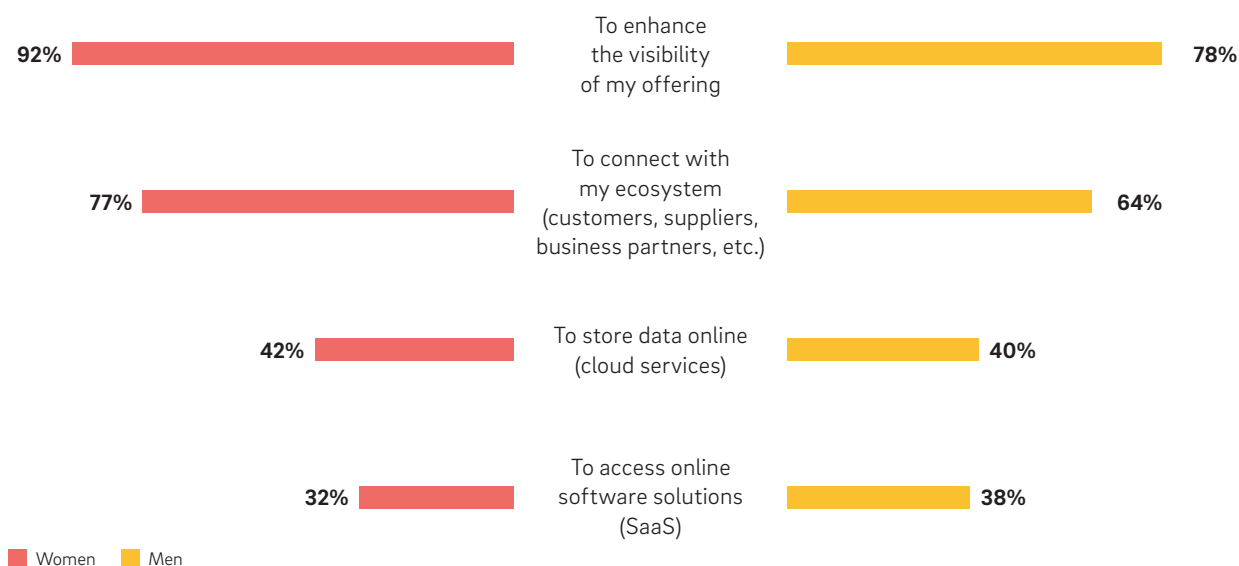 To enhance
the visibility
of my offering
92%
78%
To connect with
my ecosystem
(customers, suppliers,
business partners, etc.)
77%
64%
To store data online
(cloud services)
42%
40%
To access online
software solutions
(SaaS)
32%
38%
Women
Men